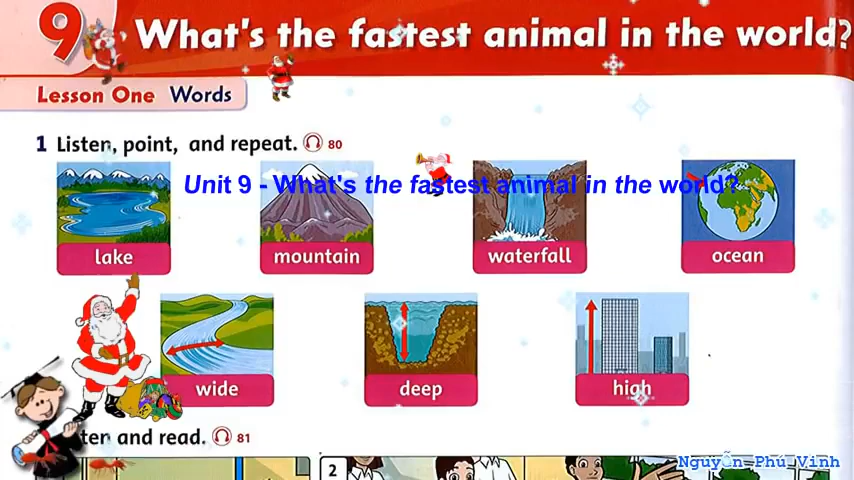 9 What's the fastest animal in the world?
Lesson One Words
1 Listen, point, and repeat. 80
Unit 9 - What's the fastest animal in the world?
lake
mountain
waterfall
ocean
wide
deep
high
ten and read. 81
2
Nguyễn Phú Vinh